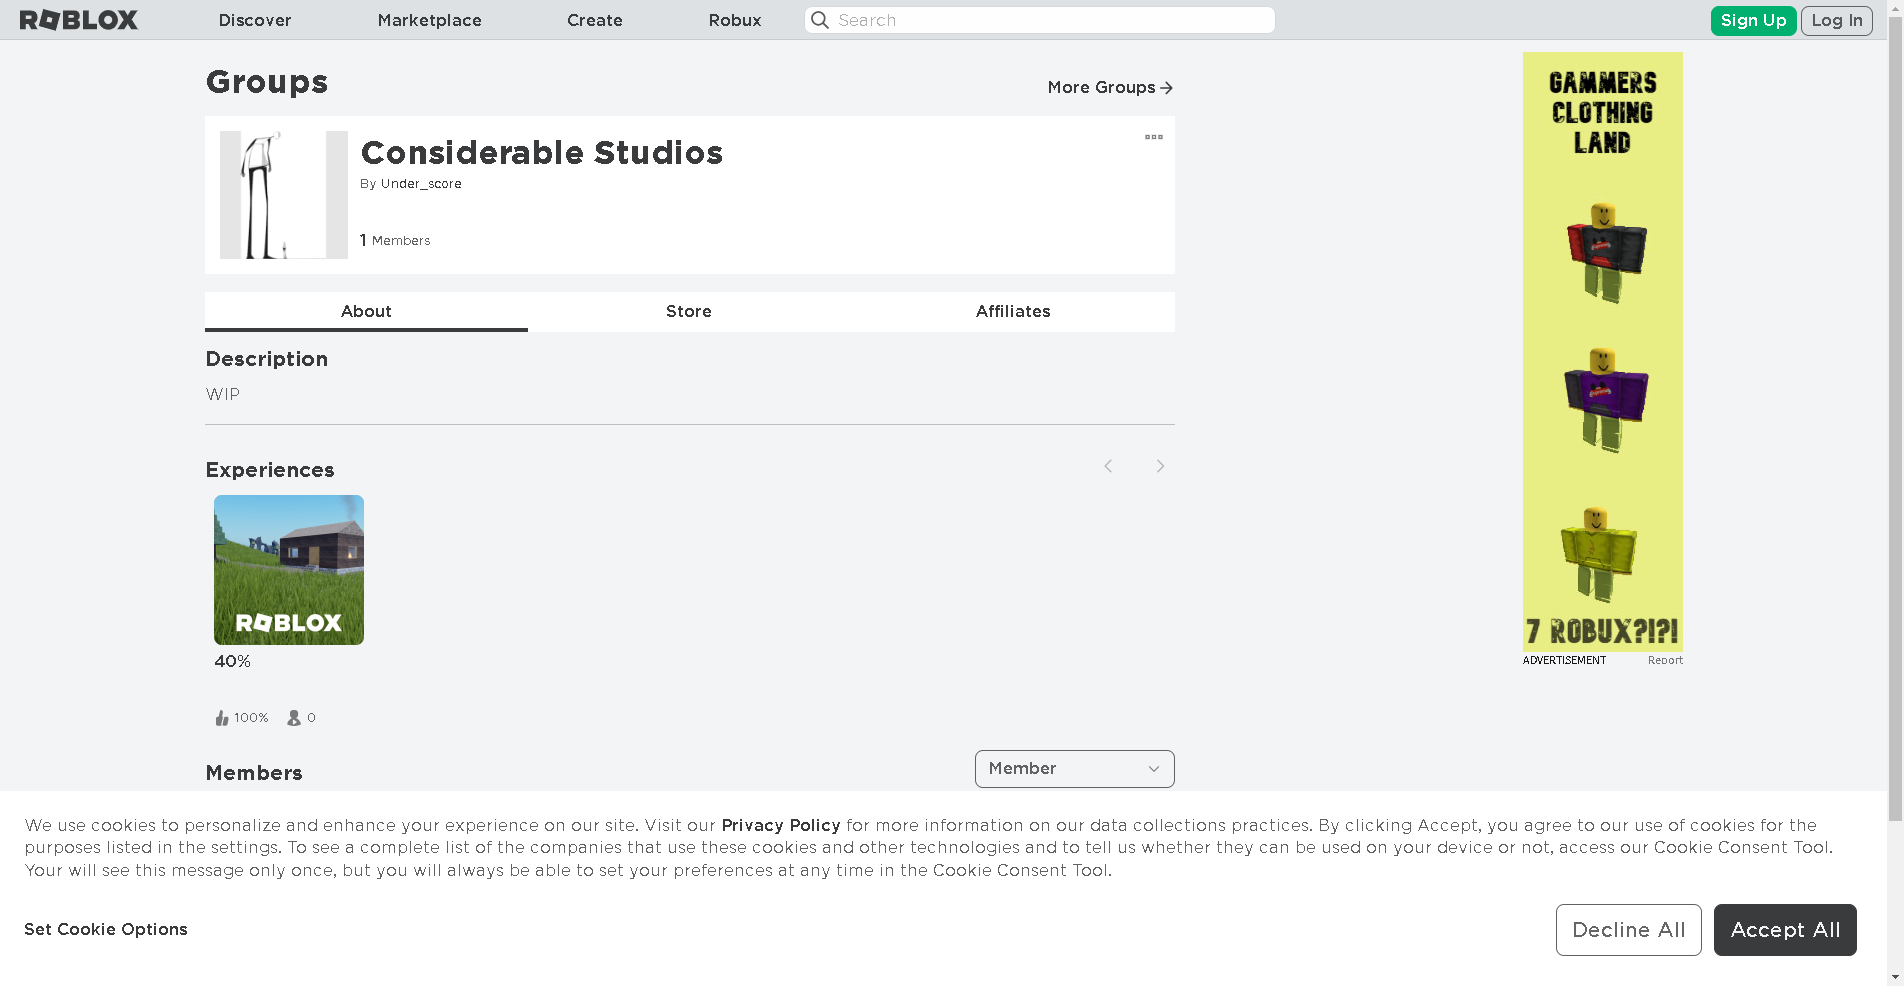 ROBLOX
Discover
Marketplace
Create
Robux
Search
Sign Up
Log In
Groups
More Groups
Considerable Studios
By Under_score
1 Members
About
Store
Affiliates
Description
WIP
Experiences
ROBLOX
40%
100%
0
Members
Member
GAMMERS
CLOTHING
LAND
7 ROBUX?!?!
ADVERTISEMENT
Report
We use cookies to personalize and enhance your experience on our site. Visit our Privacy Policy for more information on our data collections practices. By clicking Accept, you agree to our use of cookies for the
purposes listed in the settings. To see a complete list of the companies that use these cookies and other technologies and to tell us whether they can be used on your device or not, access our Cookie Consent Tool.
Your will see this message only once, but you will always be able to set your preferences at any time in the Cookie Consent Tool.
Set Cookie Options
Decline All
Accept All